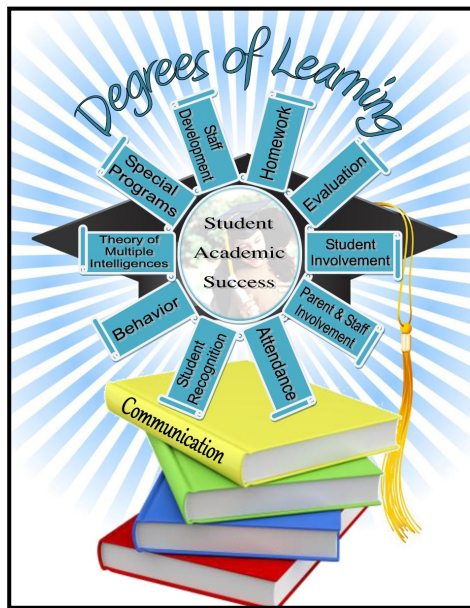 Degrees of Learning
Staff
Development
Homework
Special
Programs
Evaluation
Theory of
Multiple
Intelligences
Student
Academic
Success
Student
Involvement
Behavior
Parent & Staff
Involvement
Student
Recognition
Attendance
Communication